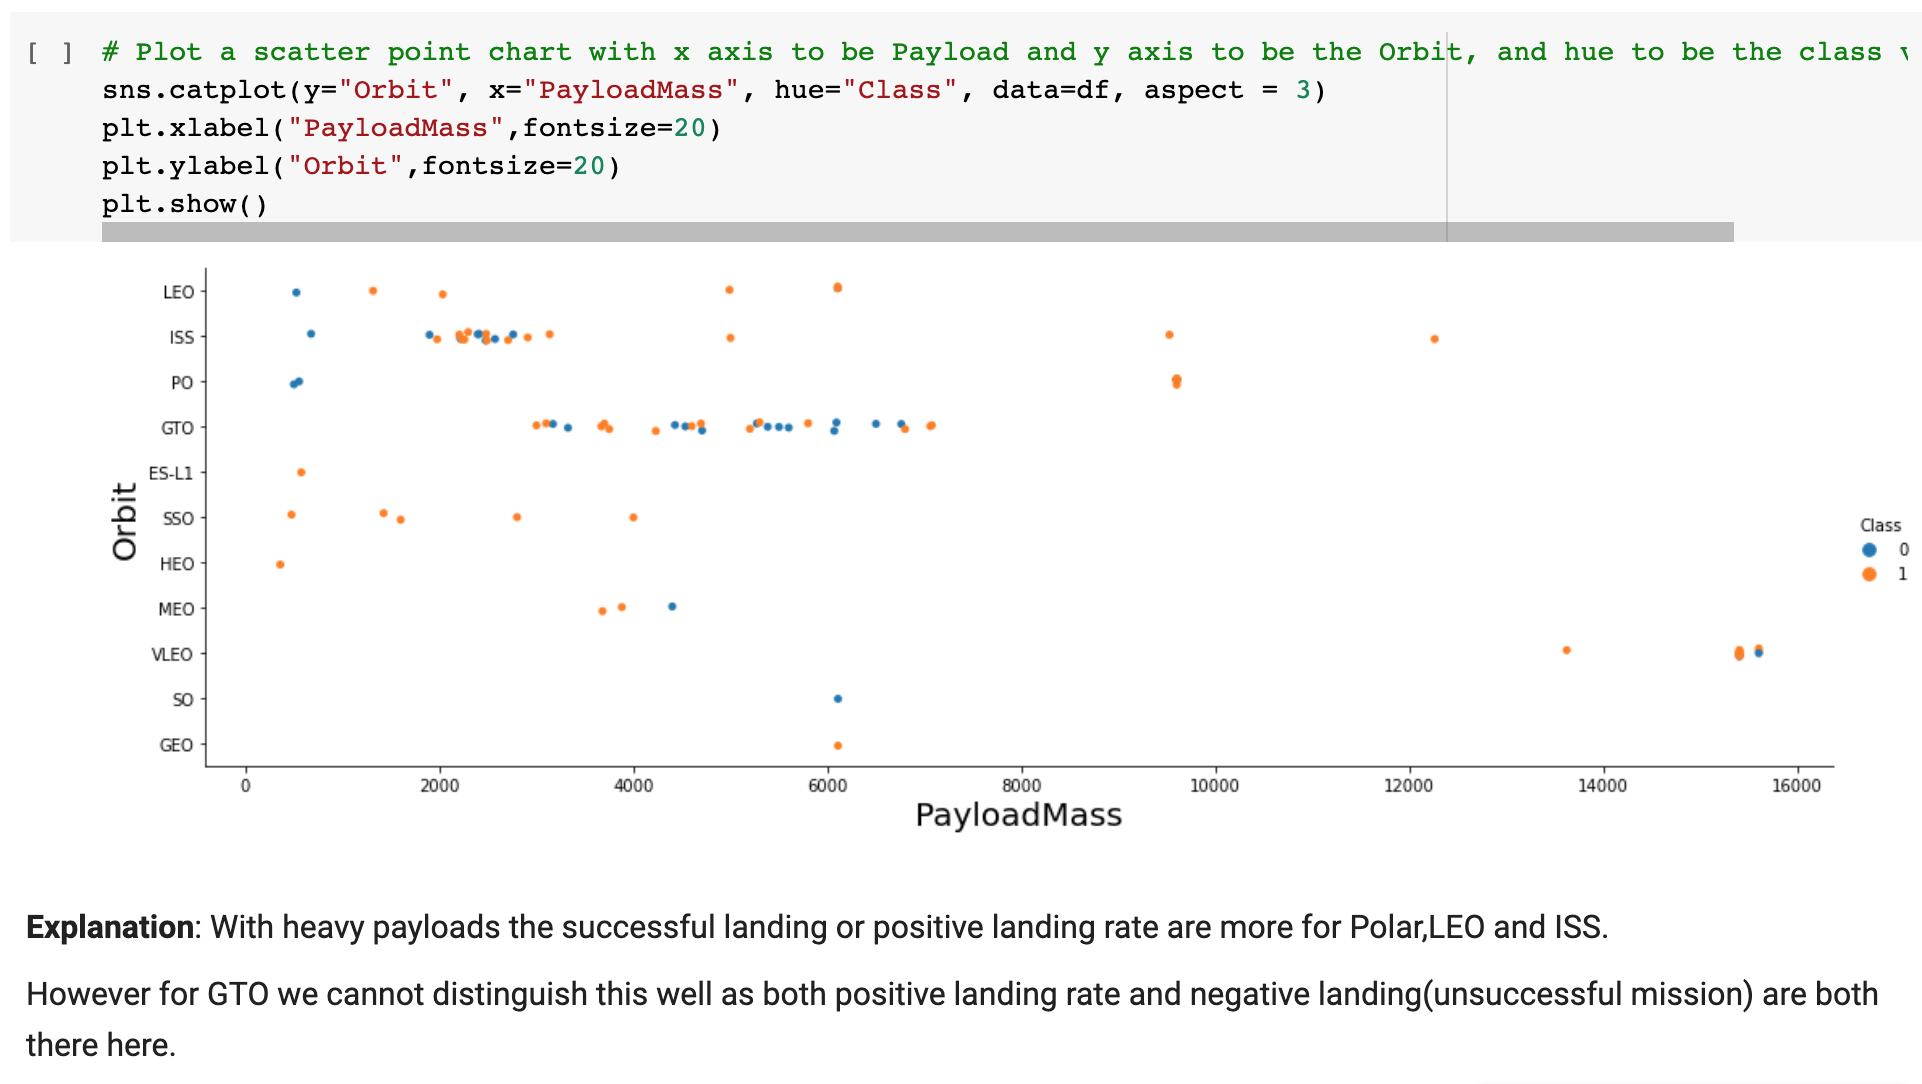 [ ] # Plot a scatter point chart with x axis to be Payload and y axis to be the Orbit, and hue to be the class
sns.catplot(y="Orbit", x="PayloadMass", hue="Class", data=df, aspect = 3)
plt.xlabel("PayloadMass",fontsize=20)
plt.ylabel("Orbit",fontsize=20)
plt.show()
LEO
ISS
PO
GTO
ES-L1
SSO
HEO
MEO
VLEO
SO
GEO
Orbit
Class
0
1
0 2000 4000 6000 8000 10000 12000 14000 16000
PayloadMass
Explanation: With heavy payloads the successful landing or positive landing rate are more for Polar,LEO and ISS.
However for GTO we cannot distinguish this well as both positive landing rate and negative landing(unsuccessful mission) are both
there here.